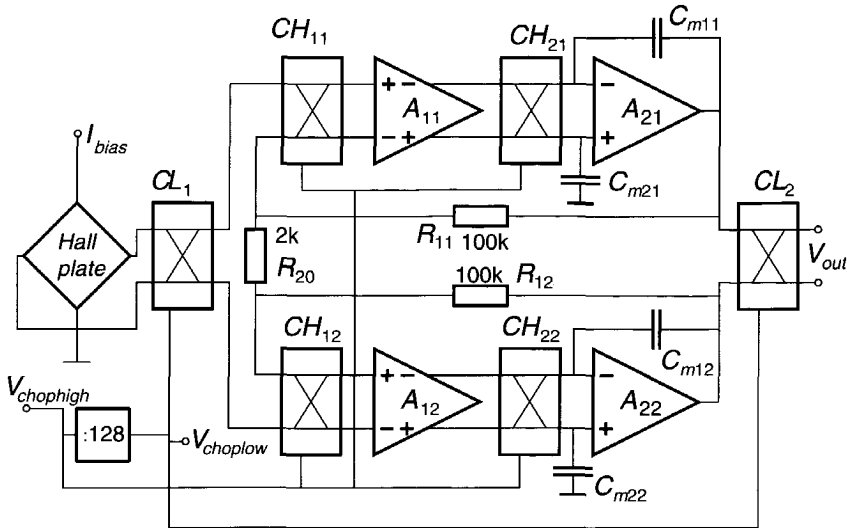 CH11
CH21
Cm11
+ −
− +
A11
−
+
A21
Ibias
Cm21
CL1
CL2
Hall
plate
2k
R20
R11 100k
100k
R12
Vout
CH12
CH22
Cm12
+ −
− +
A12
−
+
A22
Vchophigh
:128
Vchoplow
Cm22